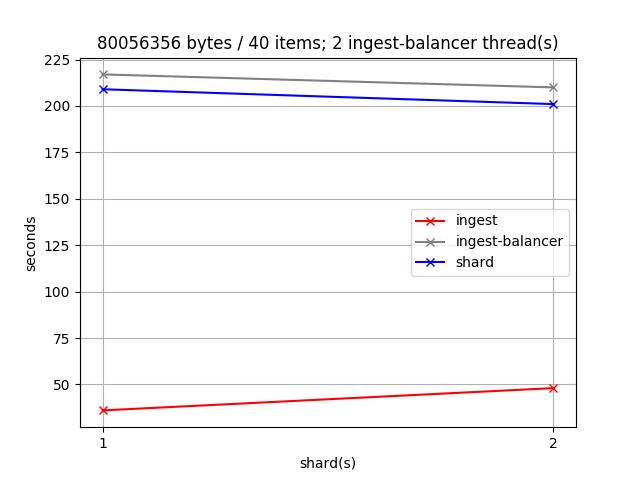 80056356 bytes / 40 items; 2 ingest-balancer thread(s)
225
200
175
150
125
100
75
50
seconds
ingest
ingest-balancer
shard
1
2
shard(s)